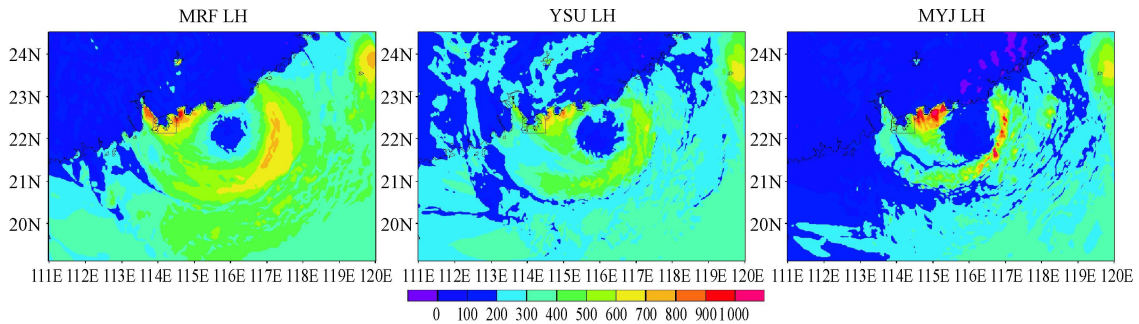 MRF LH
YSU LH
MYJ LH
24N
23N
22N
21N
20N
111E 112E 113E 114E 115E 116E 117E 118E 119E 120E
24N
23N
22N
21N
20N
111E 112E 113E 114E 115E 116E 117E 118E 119E 120E
24N
23N
22N
21N
20N
111E 112E 113E 114E 115E 116E 117E 118E 119E 120E
0 100 200 300 400 500 600 700 800 900 1000